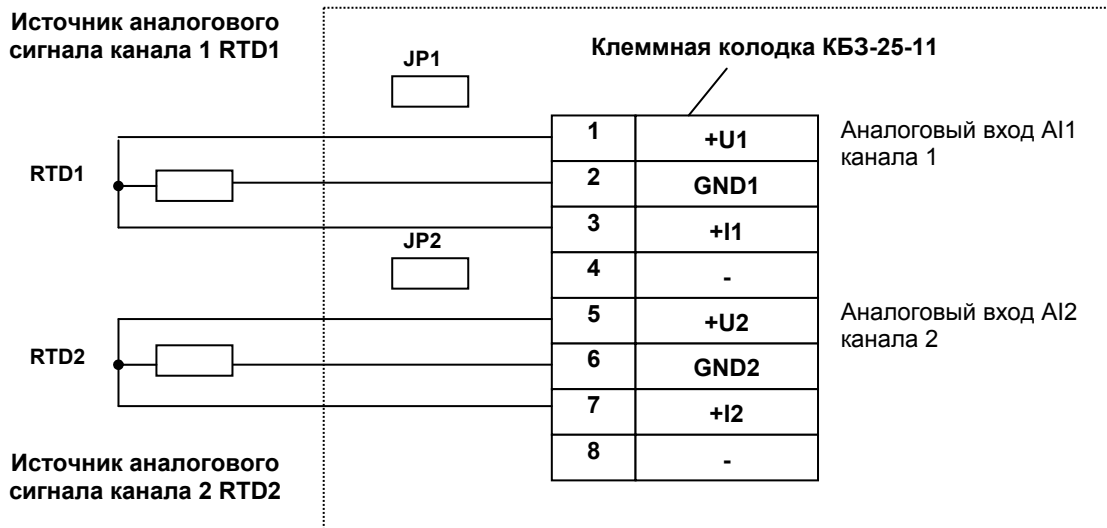 Источник аналогового
сигнала канала 1 RTD1
JP1
Клеммная колодка КБЗ-25-11
1 +U1
Аналоговый вход AI1
канала 1
RTD1
2 GND1
3 +I1
JP2
4 -
5 +U2
Аналоговый вход AI2
канала 2
RTD2
6 GND2
7 +I2
8 -
Источник аналогового
сигнала канала 2 RTD2